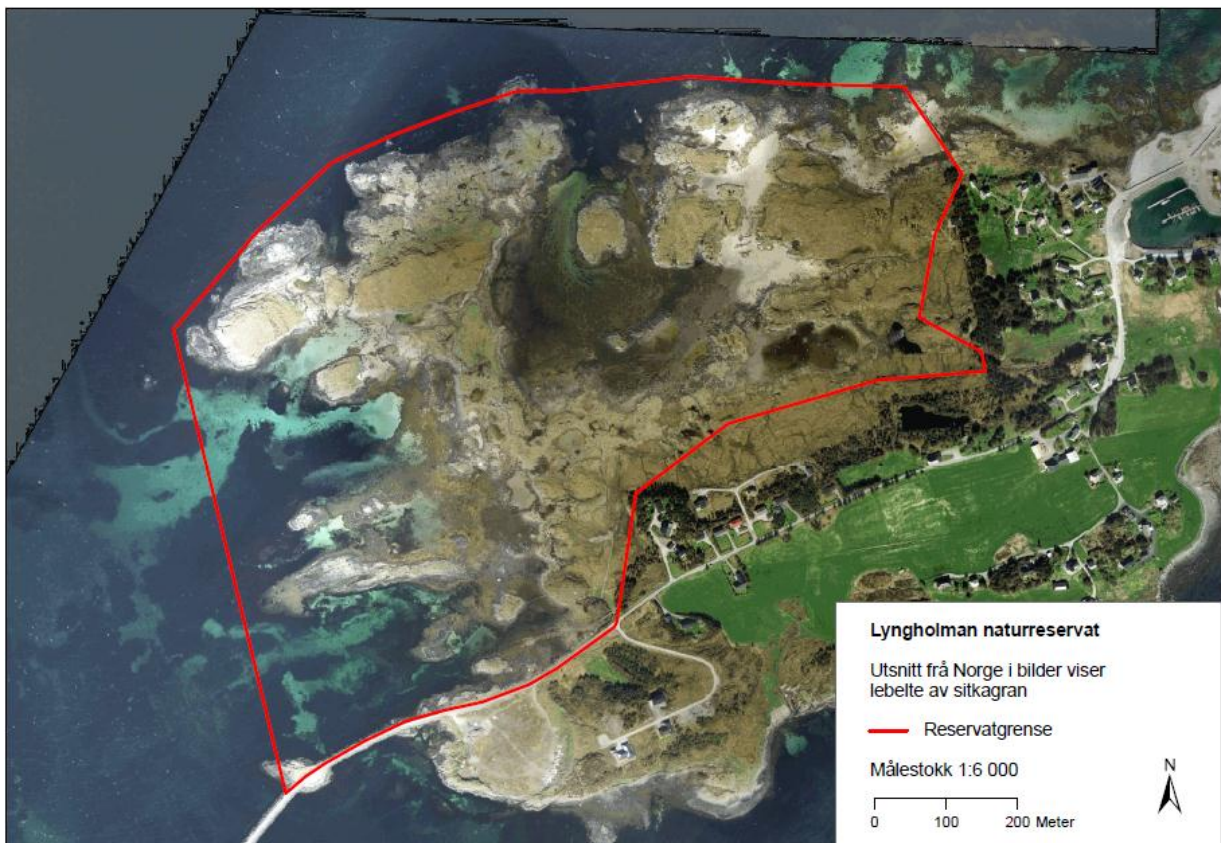 Lyngholman naturreservat
Utsnitt frå Norge i bilder viser
lebelte av sitkagran
Reservatgrense
Målestokk 1:6 000
N
0 100 200 Meter